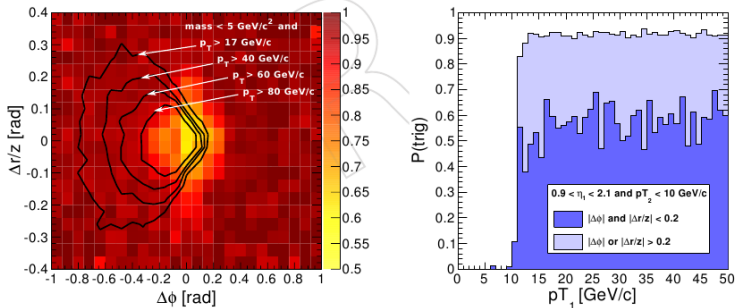 mass < 5 GeV/c² and
p_T > 17 GeV/c
p_T > 40 GeV/c
p_T > 60 GeV/c
p_T > 80 GeV/c
0.4
0.3
0.2
0.1
0
-0.1
-0.2
-0.3
-0.4
Δr/z [rad]
-1 -0.8 -0.6 -0.4 -0.2 0 0.2 0.4 0.6 0.8 1
Δϕ [rad]
1
0.95
0.9
0.85
0.8
0.75
0.7
0.65
0.6
0.55
0.5
1
0.9
0.8
0.7
0.6
0.5
0.4
0.3
0.2
0.1
0
P(trig)
0.9 < η₁ < 2.1 and pT₂ < 10 GeV/c
|Δϕ| and |Δr/z| < 0.2
|Δϕ| or |Δr/z| > 0.2
0 5 10 15 20 25 30 35 40 45 50
pT₁ [GeV/c]